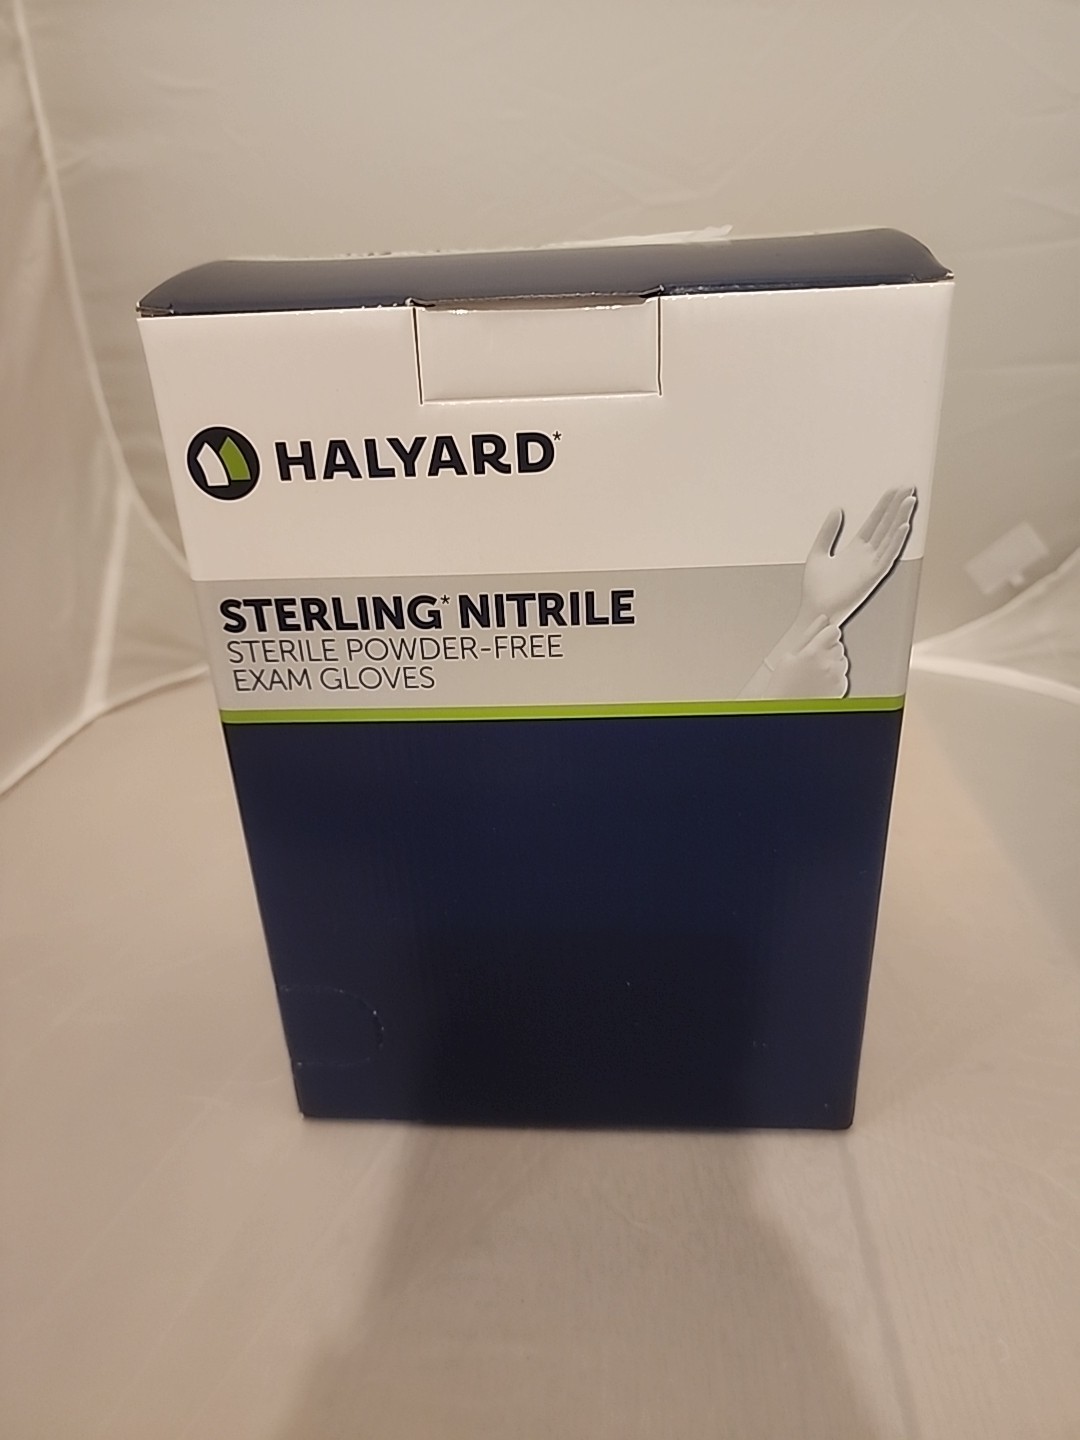 HALYARD*
STERLING* NITRILE
STERILE POWDER-FREE
EXAM GLOVES